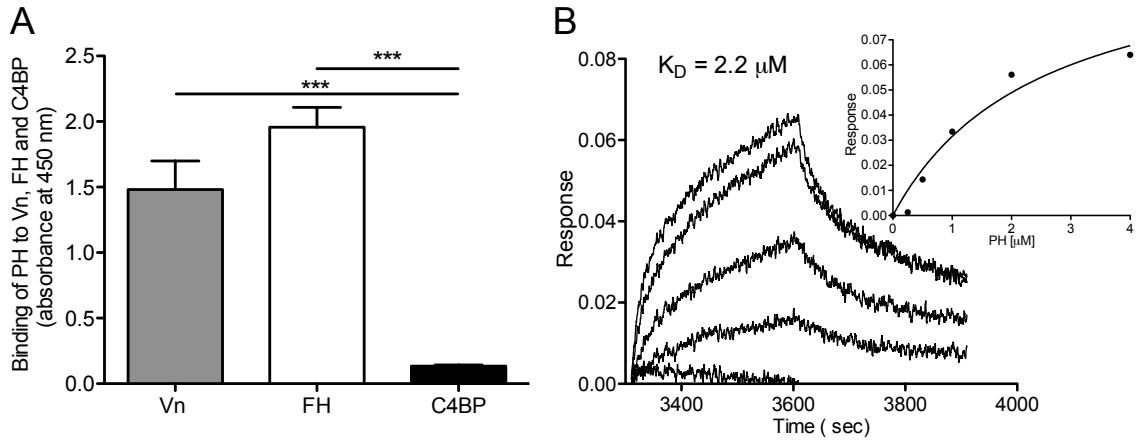 A
Binding of PH to Vn, FH and C4BP
(absorbance at 450 nm)
2.5
2.0
1.5
1.0
0.5
0.0
***
***
Vn
FH
C4BP
B
K_D = 2.2 μM
Response
0.08
0.06
0.04
0.02
0.00
3400
3600
3800
4000
Time ( sec)
Response
0.07
0.06
0.05
0.04
0.03
0.02
0.01
0.00
0
1
2
3
4
PH [μM]